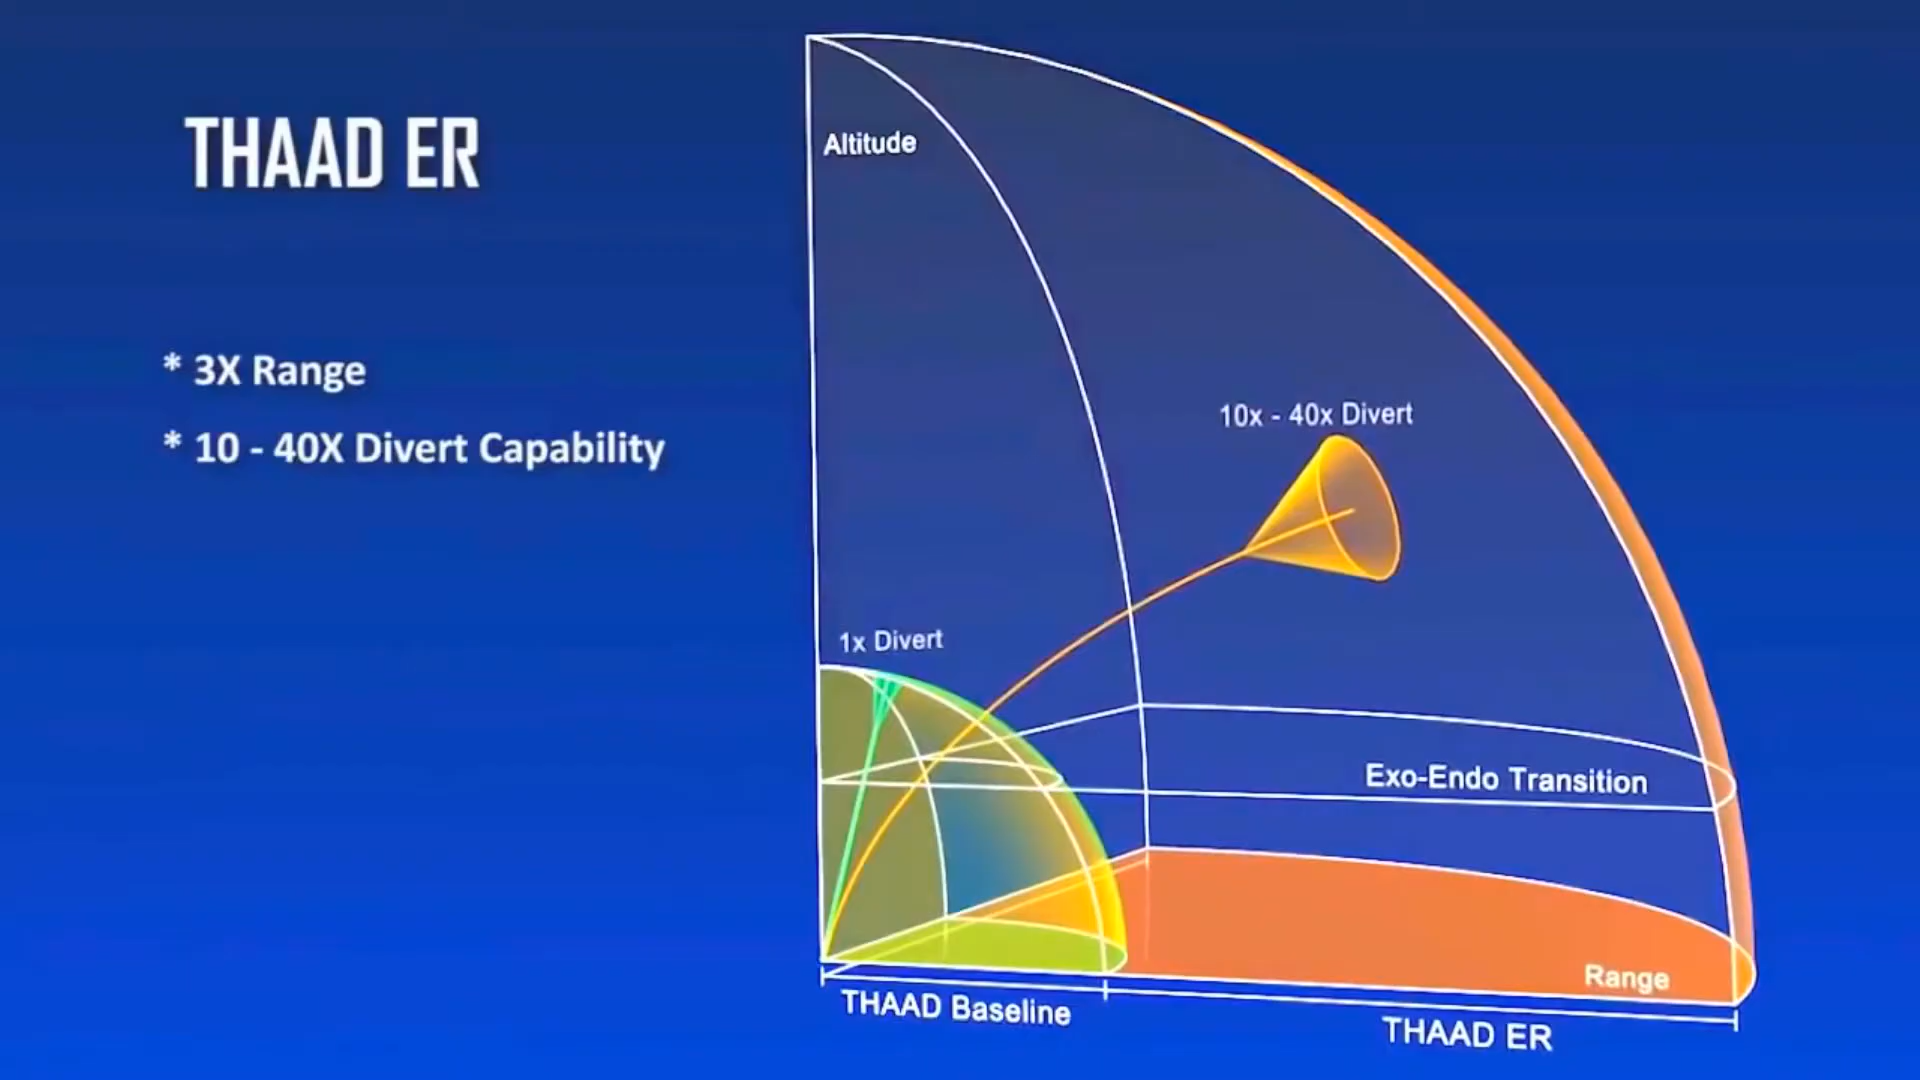 THAAD ER
* 3X Range
* 10 - 40X Divert Capability
Altitude
10x - 40x Divert
1x Divert
Exo-Endo Transition
Range
THAAD Baseline
THAAD ER